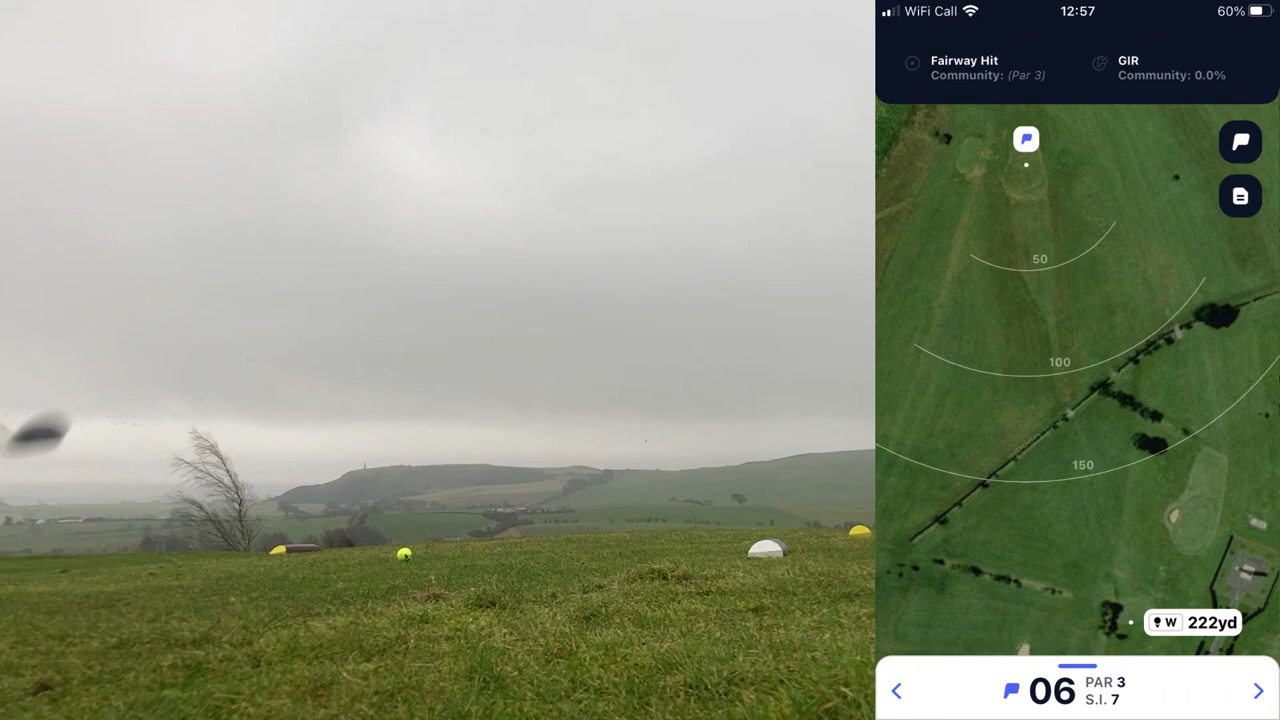 WiFi Call
12:57
60%
Fairway Hit
Community: (Par 3)
GIR
Community: 0.0%
50
100
150
W 222yd
06
PAR 3
S.I. 7